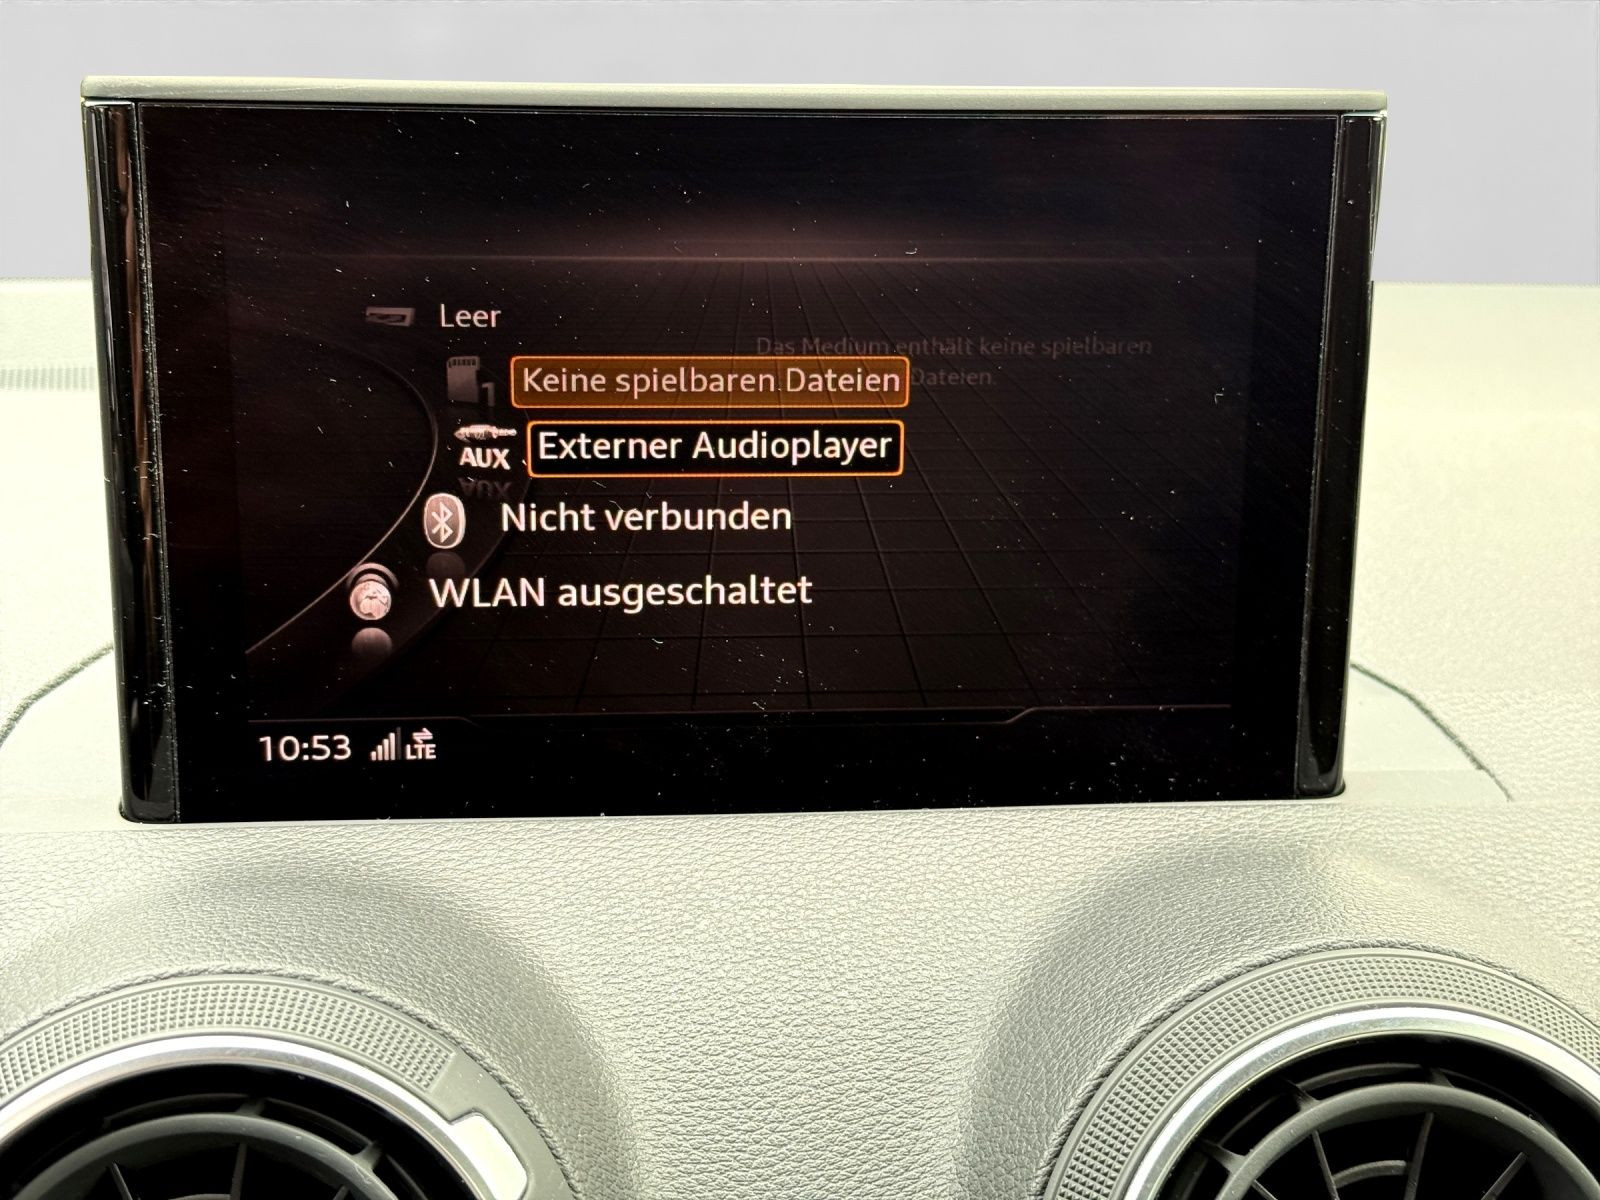 Leer
Das Medium enthält keine spielbaren
Dateien.
1
Keine spielbaren Dateien
AUX
Externer Audioplayer
Nicht verbunden
WLAN ausgeschaltet
10:53 LTE